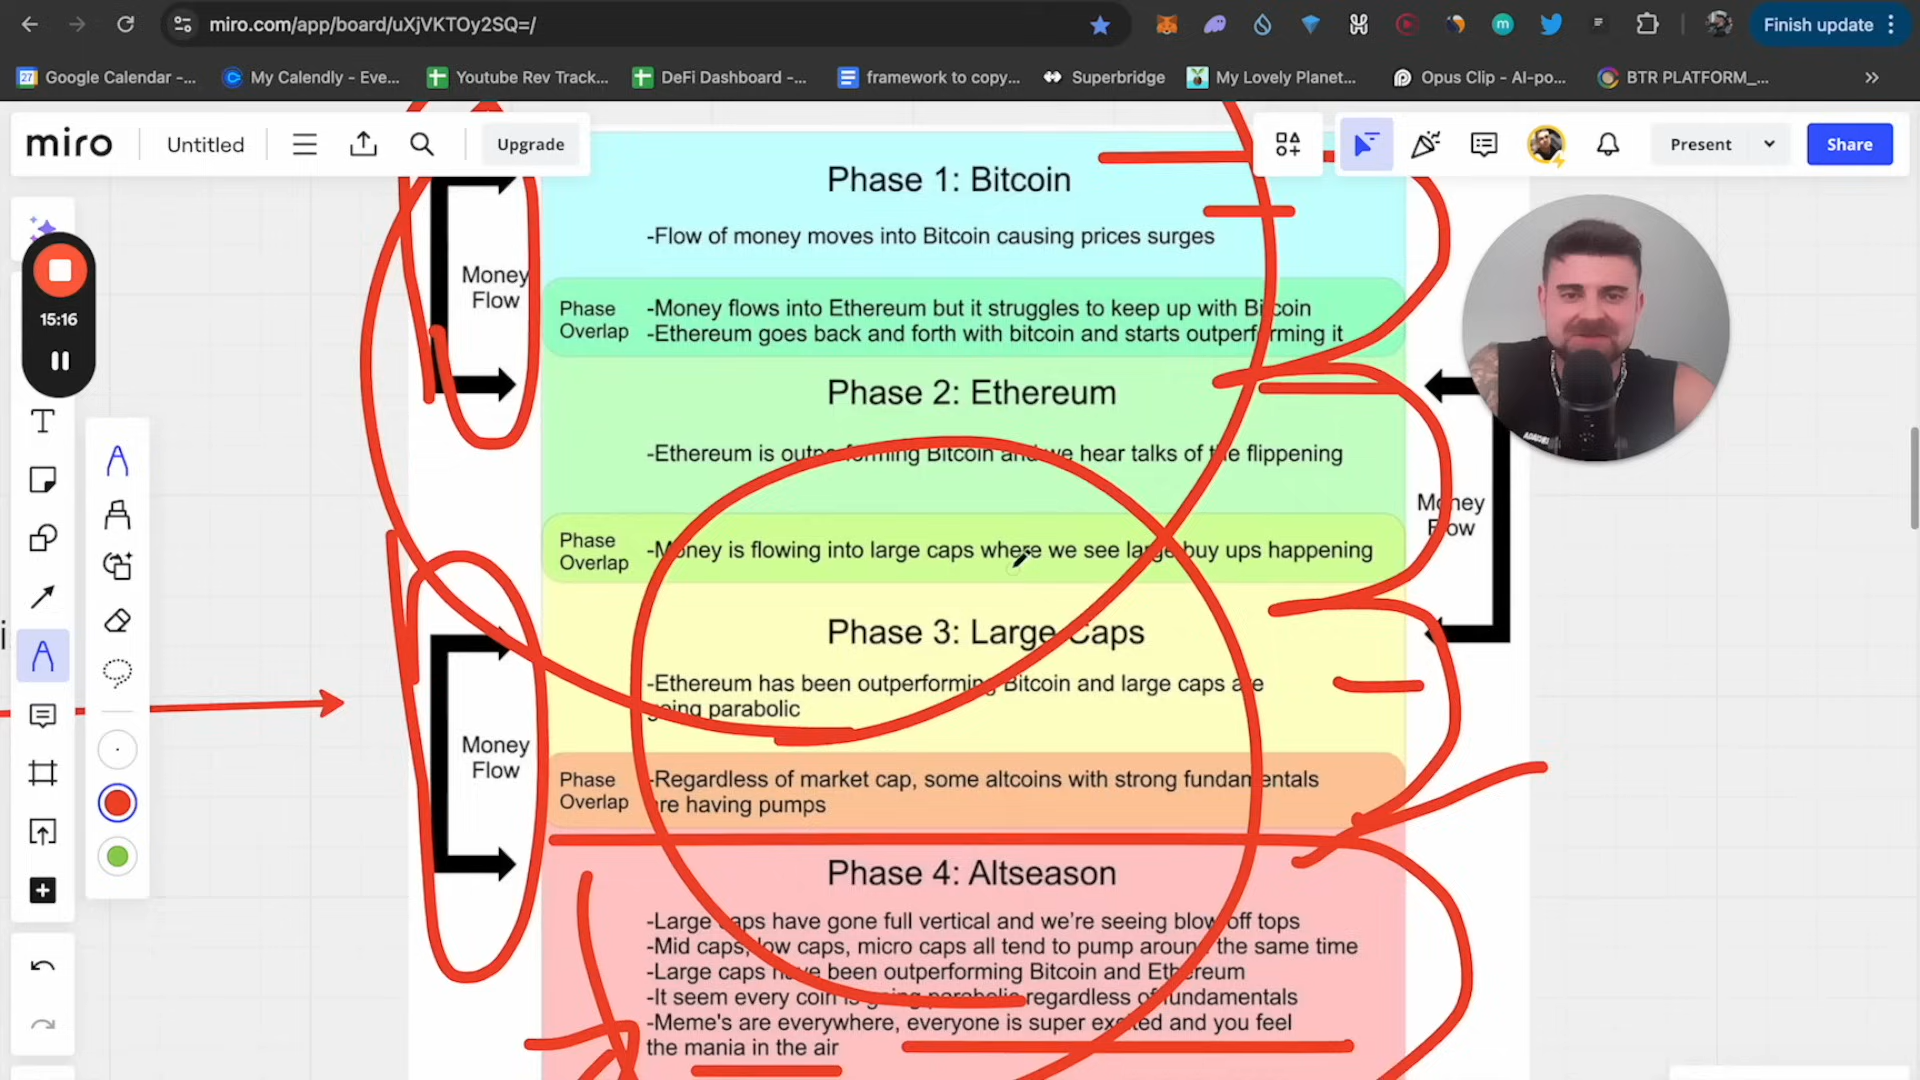 miro.com/app/board/uXjVKTOy2SQ=/
Finish update
27
Google Calendar -...
My Calendly - Eve...
Youtube Rev Track...
DeFi Dashboard -...
framework to copy...
Superbridge
My Lovely Planet...
Opus Clip - AI-po...
BTR PLATFORM_...
miro
Untitled
Upgrade
Present
Share
15:16
Phase 1: Bitcoin
-Flow of money moves into Bitcoin causing prices surges
Money
Flow
Phase
Overlap
-Money flows into Ethereum but it struggles to keep up with Bitcoin
-Ethereum goes back and forth with bitcoin and starts outperforming it
Phase 2: Ethereum
-Ethereum is outperforming Bitcoin and we hear talks of the flippening
Money
Flow
Phase
Overlap
-Money is flowing into large caps where we see large buy ups happening
Phase 3: Large Caps
-Ethereum has been outperforming Bitcoin and large caps are
going parabolic
Money
Flow
Phase
Overlap
-Regardless of market cap, some altcoins with strong fundamentals
are having pumps
Phase 4: Altseason
-Large caps have gone full vertical and we're seeing blow off tops
-Mid caps, low caps, micro caps all tend to pump around the same time
-Large caps have been outperforming Bitcoin and Ethereum
-It seem every coin is going parabolic regardless of fundamentals
-Meme's are everywhere, everyone is super excited and you feel
the mania in the air